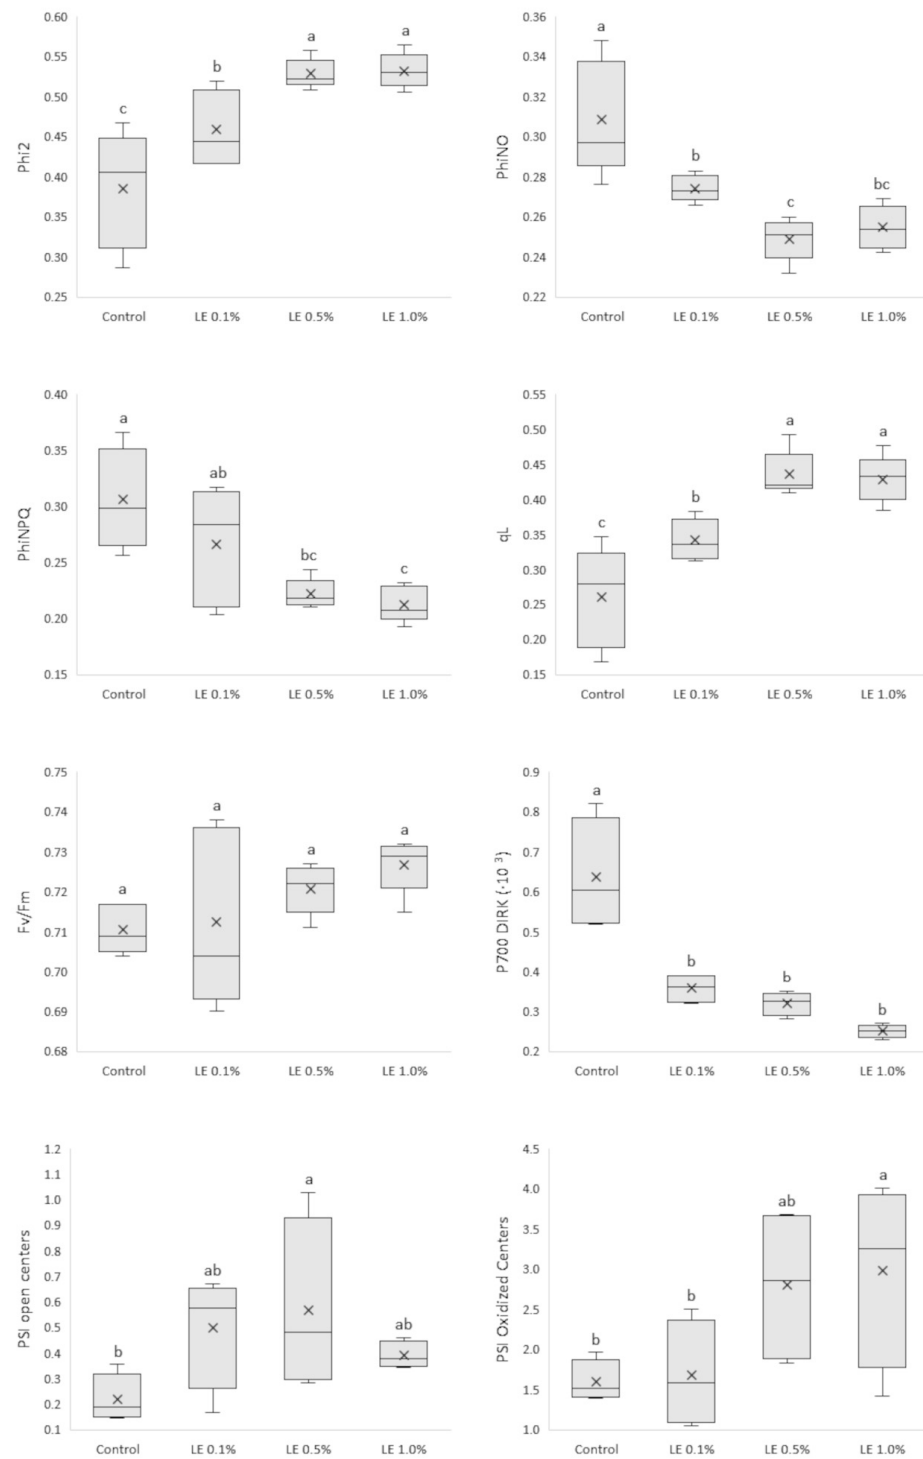 Phi2
0.60
0.55
0.50
0.45
0.40
0.35
0.30
0.25
c
b
a
a
Control LE 0.1% LE 0.5% LE 1.0%
PhiNO
0.36
0.34
0.32
0.30
0.28
0.26
0.24
0.22
a
b
c
bc
Control LE 0.1% LE 0.5% LE 1.0%
PhiNPQ
0.40
0.35
0.30
0.25
0.20
0.15
a
ab
bc
c
Control LE 0.1% LE 0.5% LE 1.0%
qL
0.55
0.50
0.45
0.40
0.35
0.30
0.25
0.20
0.15
c
b
a
a
Control LE 0.1% LE 0.5% LE 1.0%
Fv/Fm
0.75
0.74
0.73
0.72
0.71
0.70
0.69
0.68
a
a
a
a
Control LE 0.1% LE 0.5% LE 1.0%
P700 DIRK (·10 3)
0.9
0.8
0.7
0.6
0.5
0.4
0.3
0.2
a
b
b
b
Control LE 0.1% LE 0.5% LE 1.0%
PSI open centers
1.2
1.1
1.0
0.9
0.8
0.7
0.6
0.5
0.4
0.3
0.2
0.1
b
ab
a
ab
Control LE 0.1% LE 0.5% LE 1.0%
PSI Oxidized Centers
4.5
4.0
3.5
3.0
2.5
2.0
1.5
1.0
b
b
ab
a
Control LE 0.1% LE 0.5% LE 1.0%